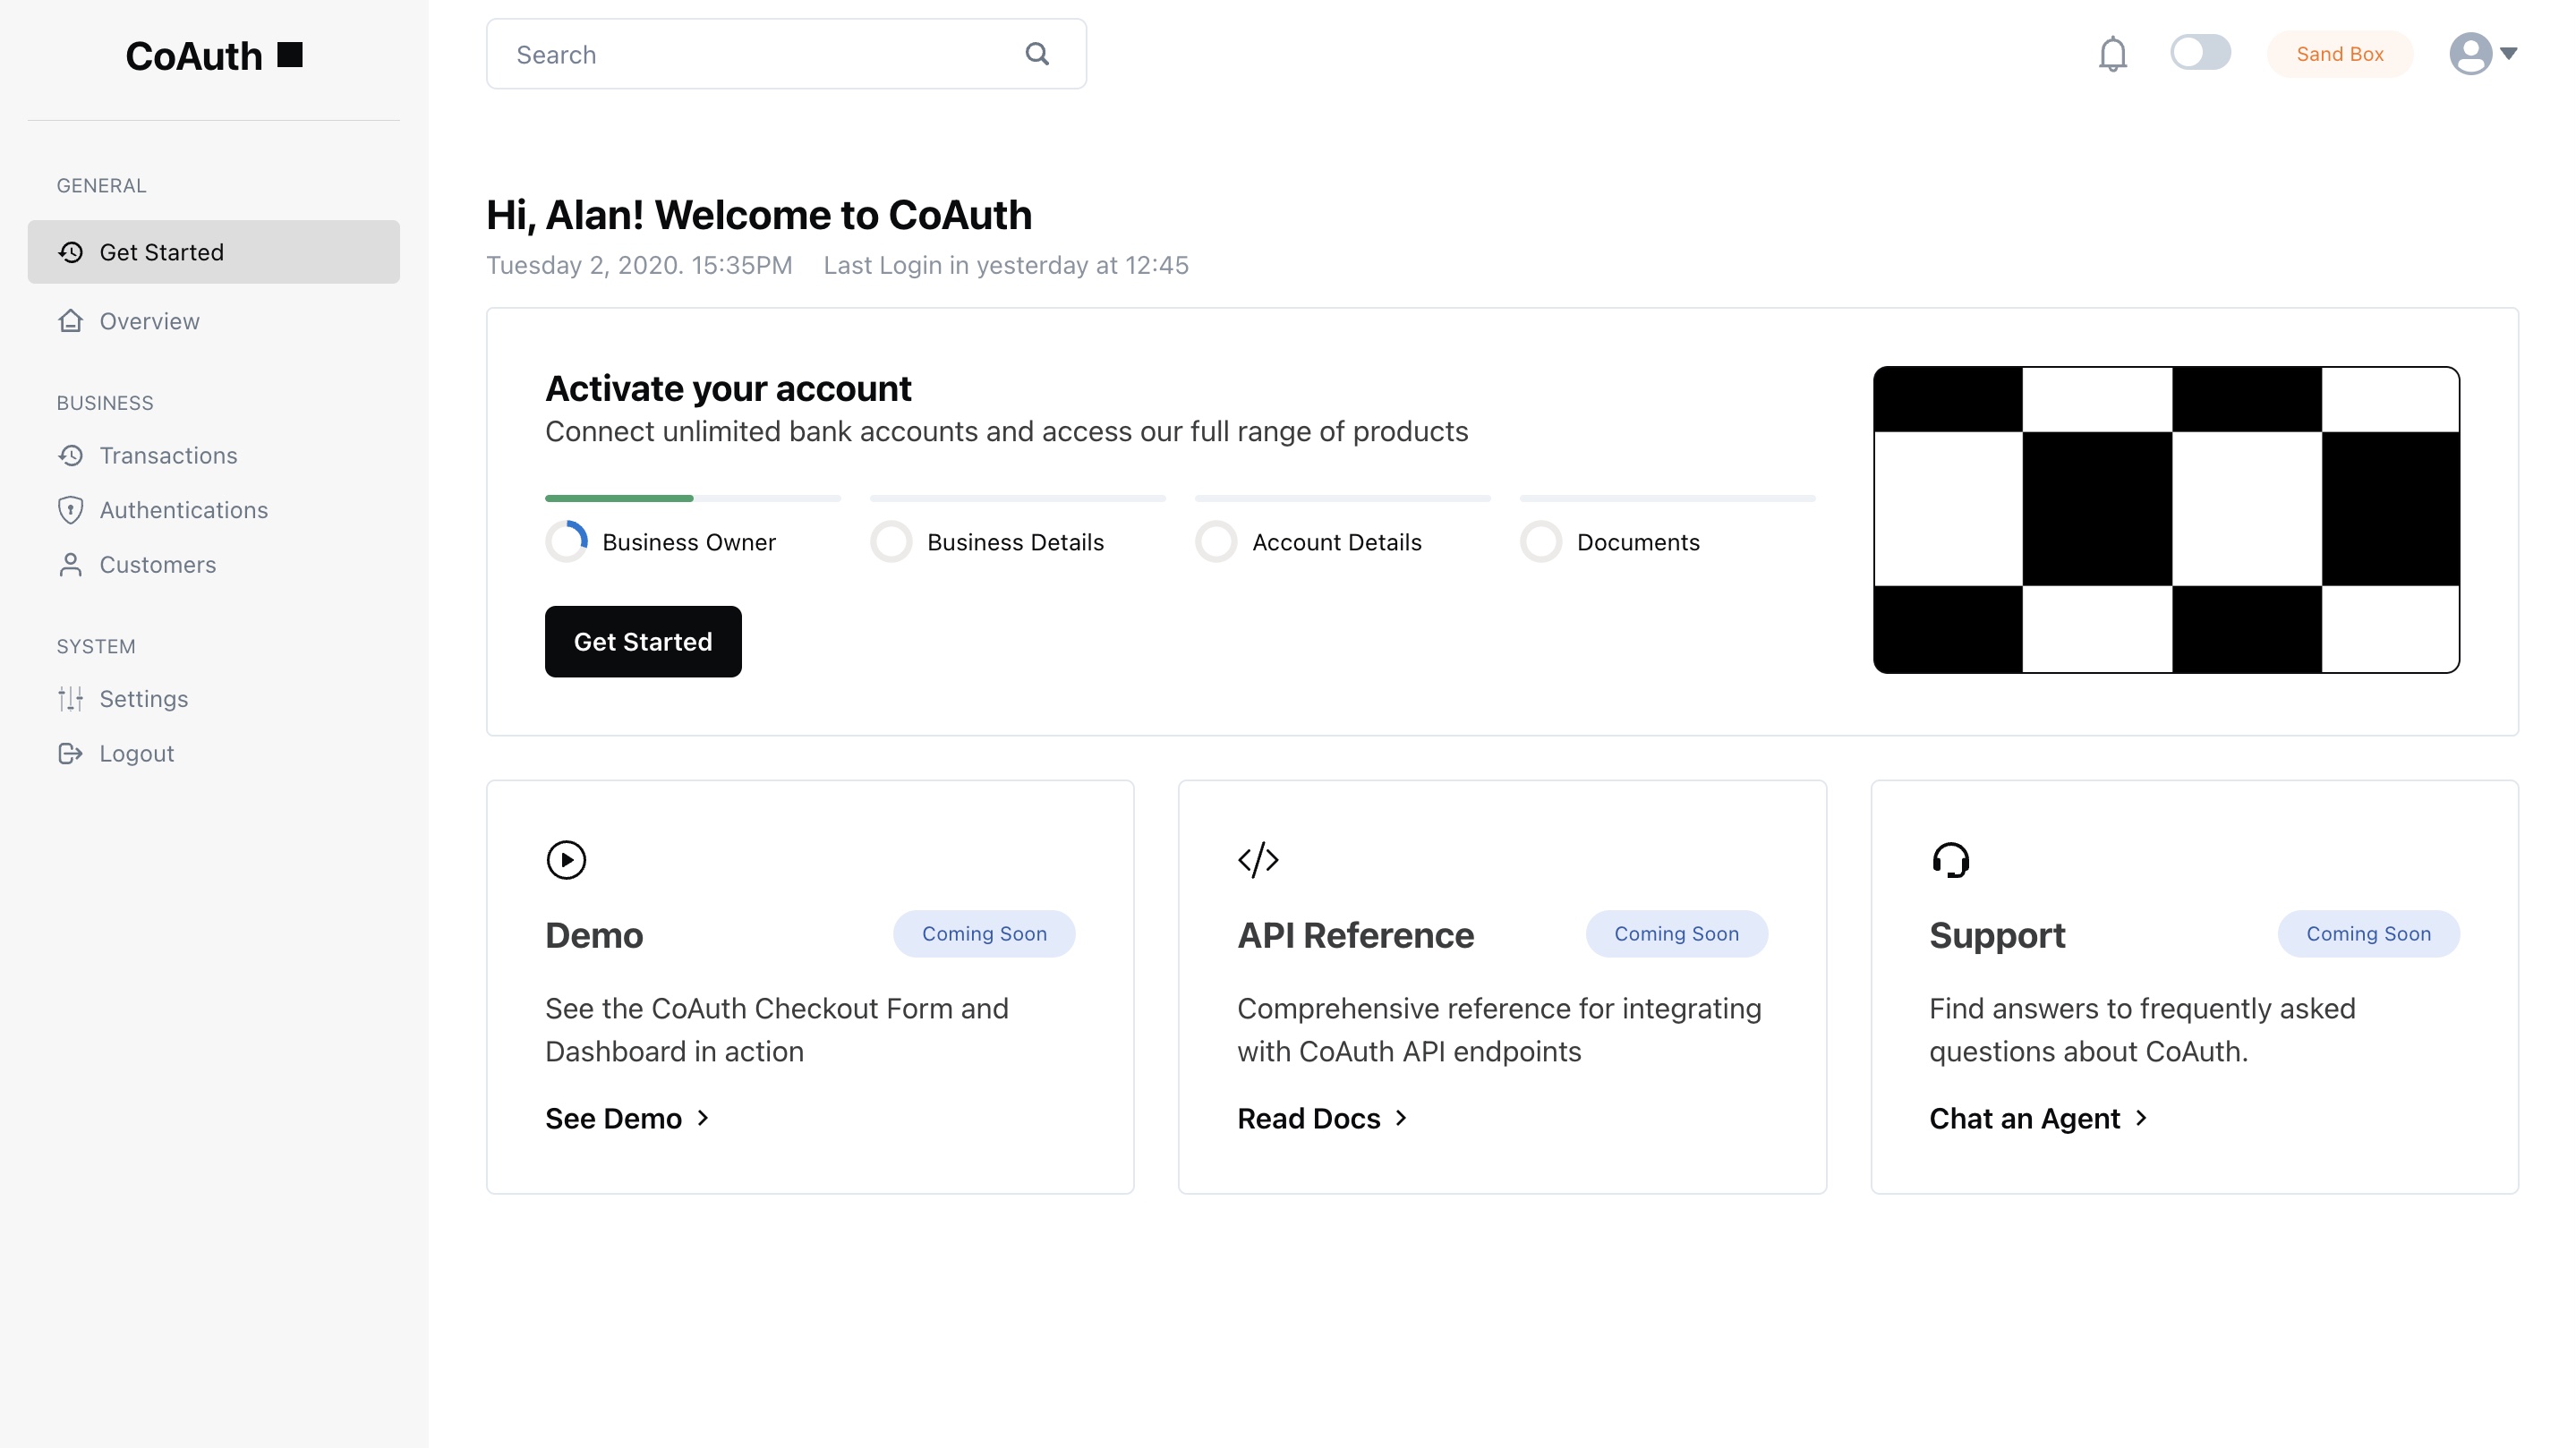 CoAuth
Search
Sand Box
GENERAL
Get Started
Overview
BUSINESS
Transactions
Authentications
Customers
SYSTEM
Settings
Logout
Hi, Alan! Welcome to CoAuth
Tuesday 2, 2020. 15:35PM Last Login in yesterday at 12:45
Activate your account
Connect unlimited bank accounts and access our full range of products
Business Owner
Business Details
Account Details
Documents
Get Started
Demo
Coming Soon
See the CoAuth Checkout Form and
Dashboard in action
See Demo
API Reference
Coming Soon
Comprehensive reference for integrating
with CoAuth API endpoints
Read Docs
Support
Coming Soon
Find answers to frequently asked
questions about CoAuth.
Chat an Agent